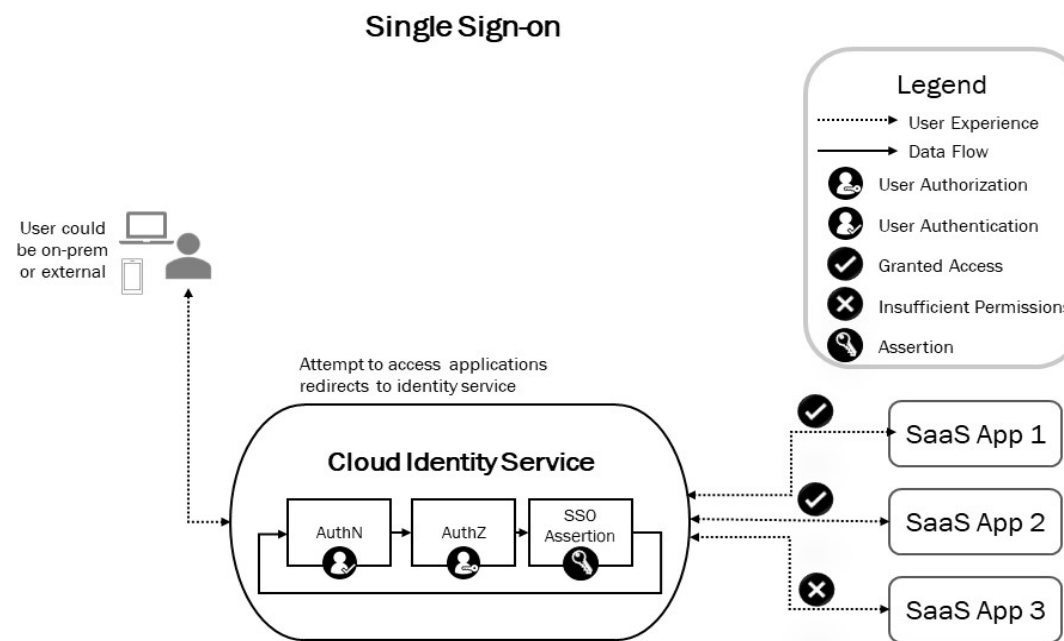 Single Sign-on
Legend
User Experience
Data Flow
User Authorization
User Authentication
Granted Access
Insufficient Permissions
Assertion
User could
be on-prem
or external
Attempt to access applications
redirects to identity service
Cloud Identity Service
AuthN
AuthZ
SSO
Assertion
SaaS App 1
SaaS App 2
SaaS App 3